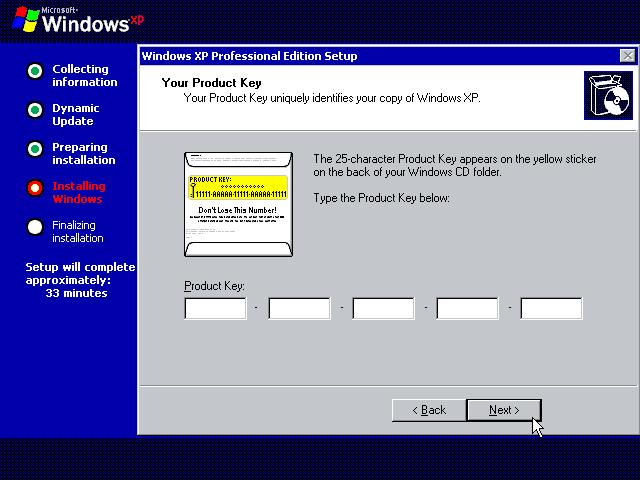 Microsoft®
Windows xp
Collecting
information
Dynamic
Update
Preparing
installation
Installing
Windows
Finalizing
installation
Setup will complete
approximately:
33 minutes
Windows XP Professional Edition Setup
Your Product Key
Your Product Key uniquely identifies your copy of Windows XP.
PRODUCT KEY:
11111-AAAAA-11111-AAAAA-11111
Don't Lose This Number!
The 25-character Product Key appears on the yellow sticker
on the back of your Windows CD folder.
Type the Product Key below:
Product Key:
- - - -
< Back
Next >